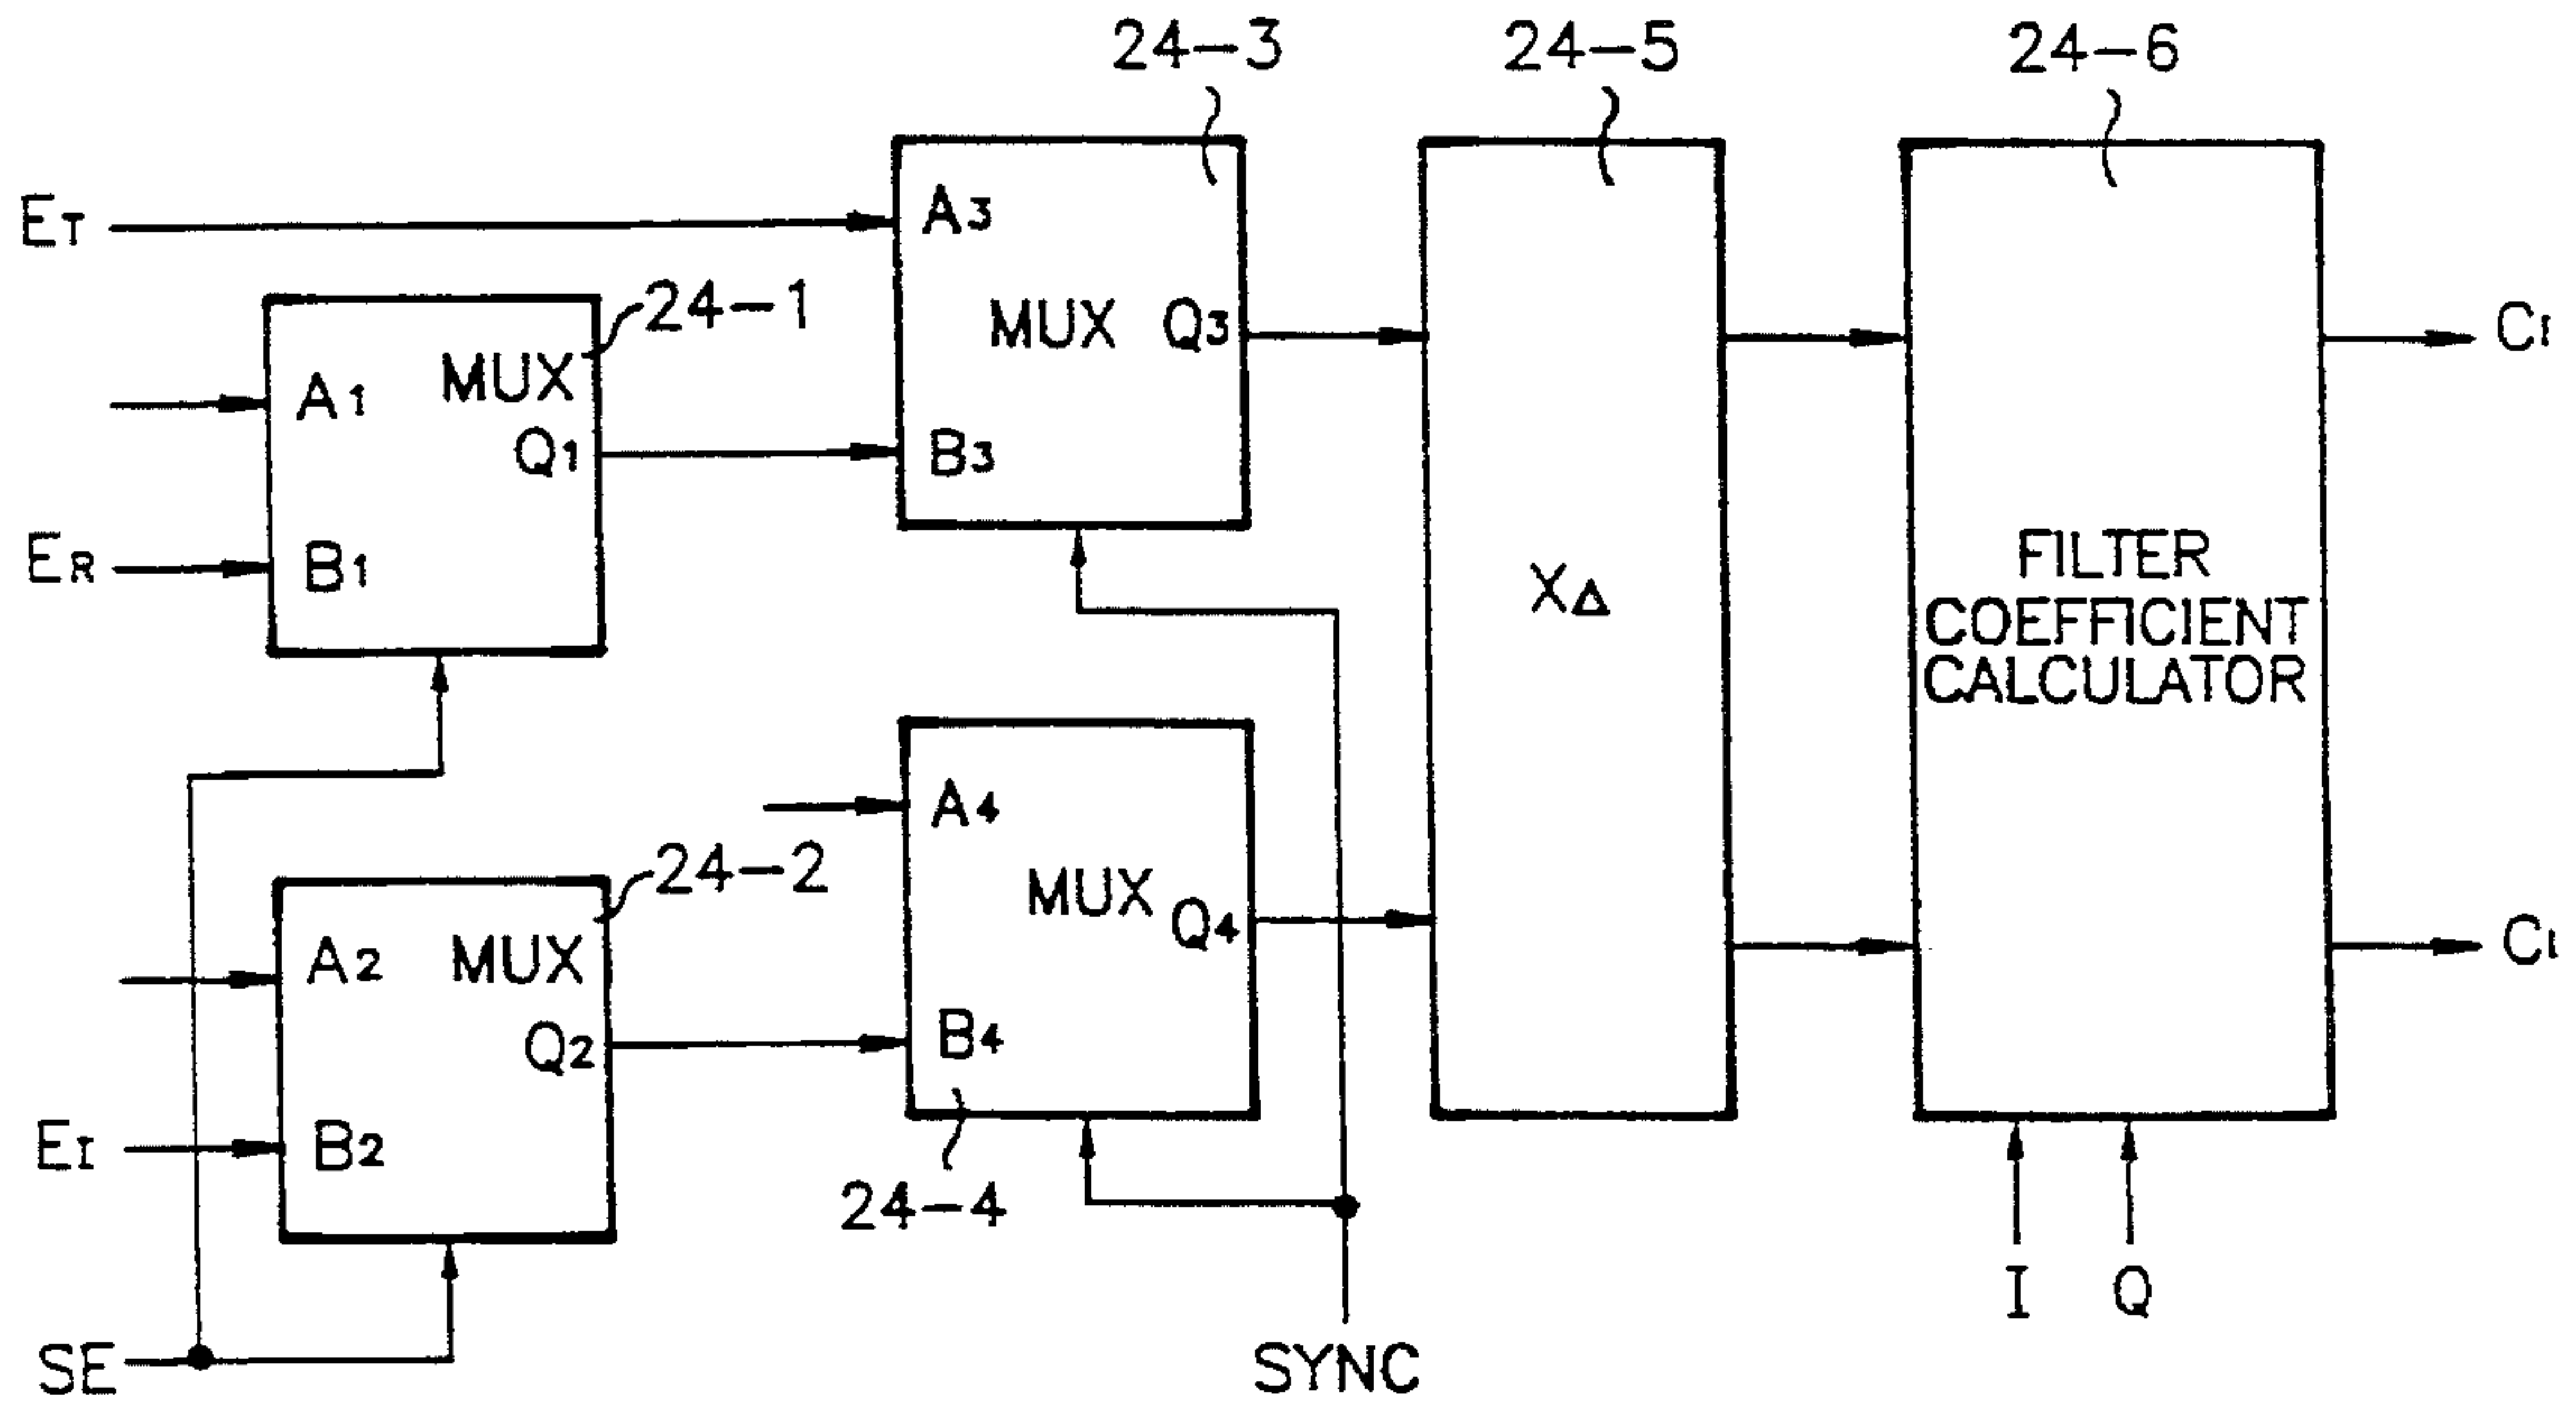 24-3
24-5
24-6
ET
A3
24-1
MUX
Q3
CI
MUX
A1
Q1
B3
ER
B1
X△
FILTER
COEFFICIENT
CALCULATOR
A4
24-2
MUX
MUX
Q4
A2
Q2
B4
EI
B2
24-4
I
Q
SE
SYNC